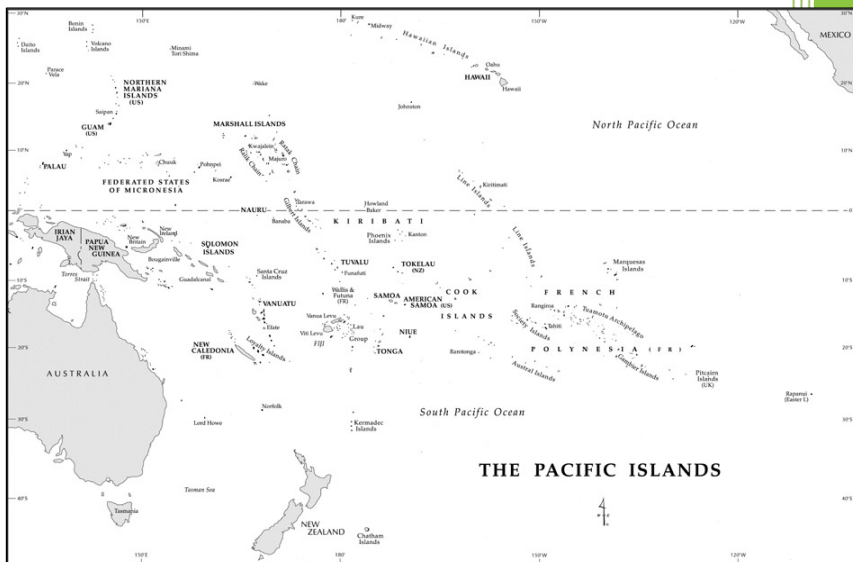 30°N
150°E
180°
150°W
120°W
30°N
Bonin
Islands
Daito
Islands
Volcano
Islands
Minami
Tori Shima
Parace
Vela
Kure
Midway
Hawaiian Islands
Oahu
HAWAII
Hawaii
MEXICO
20°N
20°N
NORTHERN
MARIANA
ISLANDS
(US)
Wake
Johnston
Saipan
GUAM
(US)
MARSHALL ISLANDS
North Pacific Ocean
Kwajalein
Ratak Chain
Ralik Chain
Majuro
10°N
10°N
Yap
PALAU
Chuuk
Pohnpei
Kosrae
FEDERATED STATES
OF MICRONESIA
Line Islands
Kiritimati
Tarawa
Gilbert Islands
Howland
Baker
0°
0°
NAURU
Banaba
KIRIBATI
Phoenix
Islands
Kanton
Line Islands
IRIAN
JAYA
PAPUA
NEW
GUINEA
New
Britain
New
Ireland
Bougainville
SOLOMON
ISLANDS
Guadalcanal
Torres
Strait
Santa Cruz
Islands
TUVALU
Funafuti
TOKELAU
(NZ)
Marquesas
Islands
10°S
10°S
Wallis &
Futuna
(FR)
SAMOA
AMERICAN
SAMOA (US)
COOK
ISLANDS
FRENCH
POLYNESIA (FR)
Rangiroa
Tuamotu Archipelago
Society Islands
Tahiti
VANUATU
Efate
Vanua Levu
Viti Levu
FIJI
Lau
Group
NIUE
TONGA
Rarotonga
20°S
20°S
NEW
CALEDONIA
(FR)
Loyalty Islands
Austral Islands
Gambier Islands
Pitcairn
Islands
(UK)
Rapanui
(Easter I.)
AUSTRALIA
South Pacific Ocean
Norfolk
Lord Howe
Kermadec
Islands
30°S
30°S
THE PACIFIC ISLANDS
Tasman Sea
40°S
40°S
Tasmania
NEW
ZEALAND
Chatham
Islands
150°E
180°
150°W
120°W